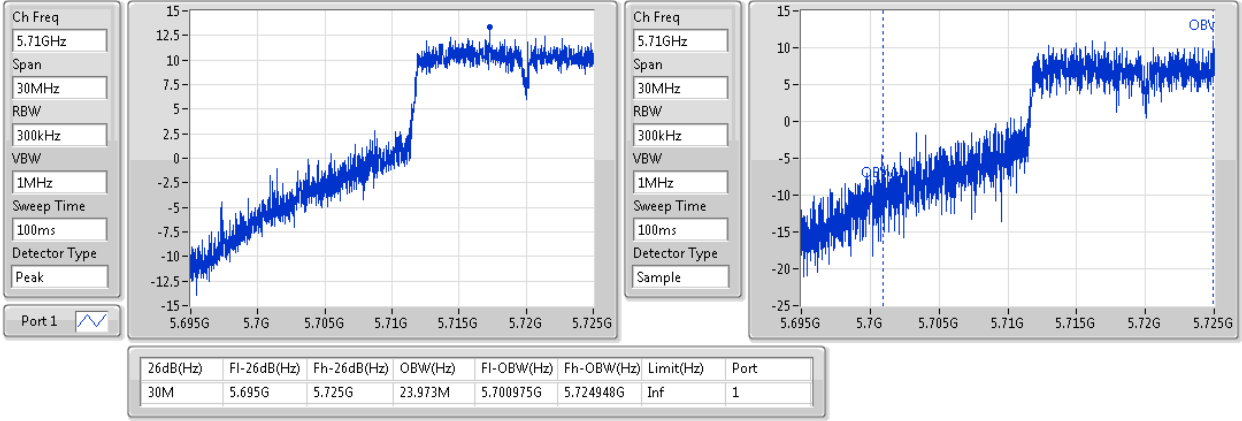 Ch Freq
5.71GHz
Span
30MHz
RBW
300kHz
VBW
1MHz
Sweep Time
100ms
Detector Type
Peak
Port 1
15
12.5
10
7.5
5
2.5
0
-2.5
-5
-7.5
-10
-12.5
-15
5.695G 5.7G 5.705G 5.71G 5.715G 5.72G 5.725G
Ch Freq
5.71GHz
Span
30MHz
RBW
300kHz
VBW
1MHz
Sweep Time
100ms
Detector Type
Sample
15
10
5
0
-5
-10
-15
-20
-25
5.695G 5.7G 5.705G 5.71G 5.715G 5.72G 5.725G
26dB(Hz) Fl-26dB(Hz) Fh-26dB(Hz) OBW(Hz) Fl-OBW(Hz) Fh-OBW(Hz) Limit(Hz) Port
30M 5.695G 5.725G 23.973M 5.700975G 5.724948G Inf 1